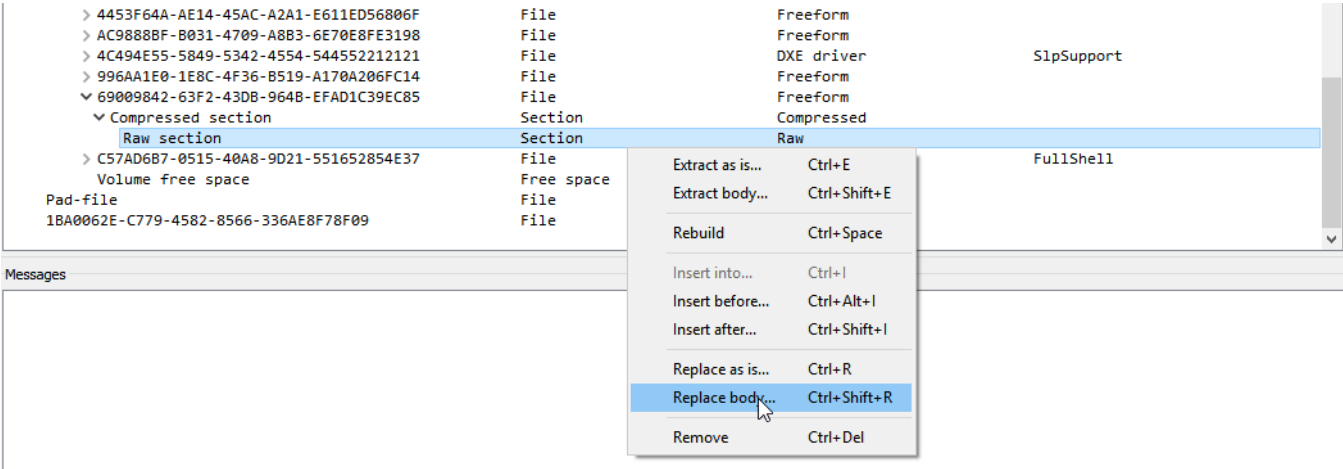 4453F64A-AE14-45AC-A2A1-E611ED56806F File Freeform
AC9888BF-B031-4709-A8B3-6E70E8FE3198 File Freeform
4C494E55-5849-5342-4554-544552212121 File DXE driver SlpSupport
996AA1E0-1E8C-4F36-B519-A170A206FC14 File Freeform
69009842-63F2-43DB-964B-EFAD1C39EC85 File Freeform
Compressed section Section Compressed
Raw section Section Raw
C57AD6B7-0515-40A8-9D21-551652854E37 File FullShell
Volume free space Free space
Pad-file File
1BA0062E-C779-4582-8566-336AE8F78F09 File
Messages
Extract as is... Ctrl+E
Extract body... Ctrl+Shift+E
Rebuild Ctrl+Space
Insert into... Ctrl+I
Insert before... Ctrl+Alt+I
Insert after... Ctrl+Shift+I
Replace as is... Ctrl+R
Replace body... Ctrl+Shift+R
Remove Ctrl+Del